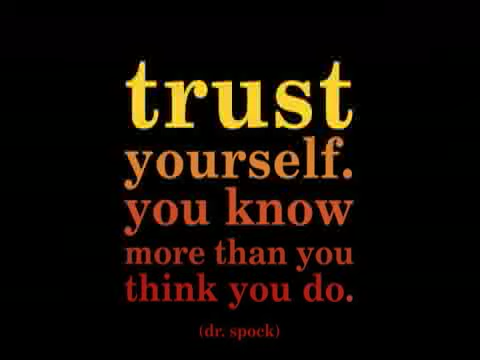 trust
yourself.
you know
more than you
think you do.
(dr. spock)